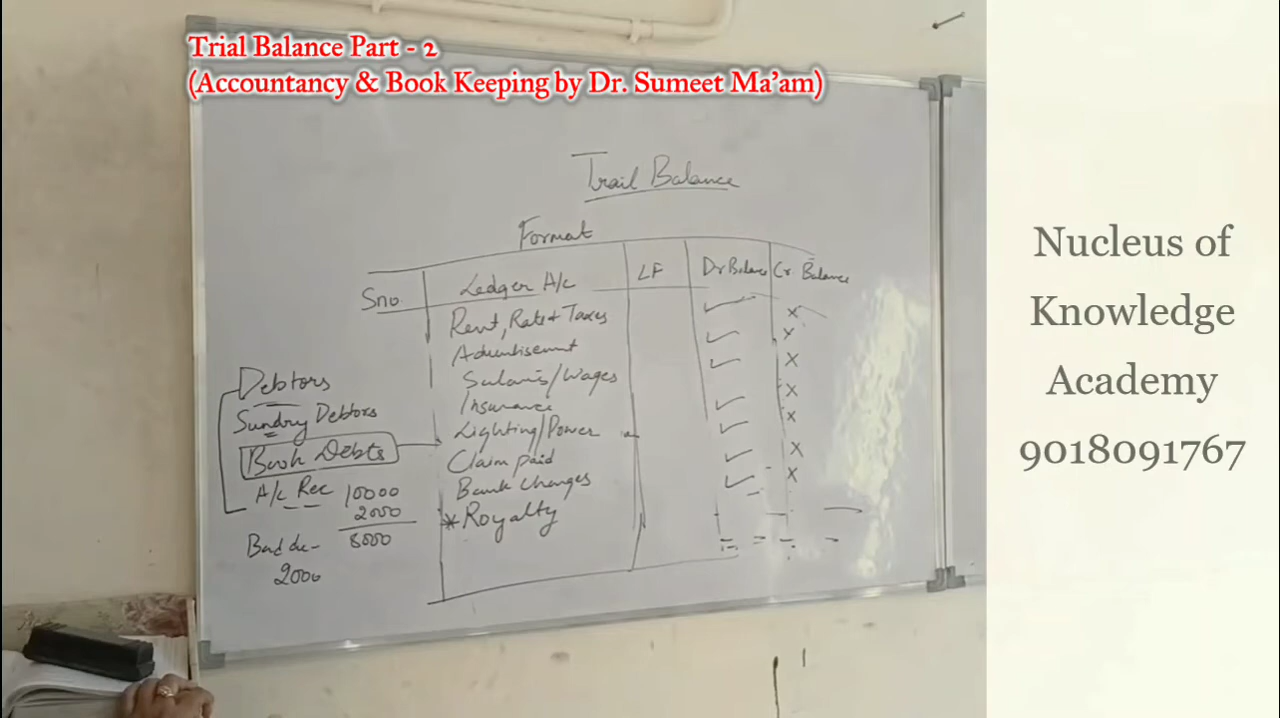 Trial Balance Part - 2
(Accountancy & Book Keeping by Dr. Sumeet Ma'am)
Trail Balance
Format
Sno. Ledger A/c LF Dr Balance Cr. Balance
Rent, Rate & Taxes ✓ x
Advertisement ✓ x
Salaries/Wages ✓ x
Insurance ✓ x
Lighting/Power ✓ x
Claim paid ✓ x
Bank Charges ✓ x
* Royalty
Debtors
Sundry Debtors
Book Debts
A/c Rec 10000
2000
8000
Bad de-
2000
Nucleus of
Knowledge
Academy
9018091767